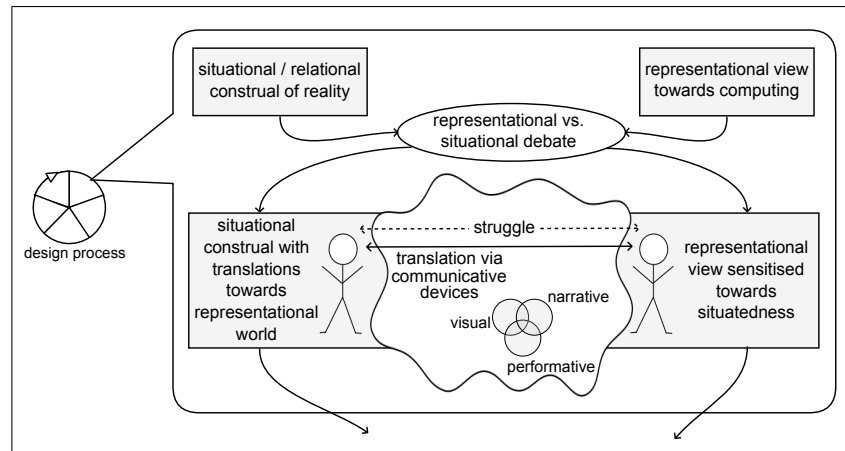 situational / relational
construal of reality
representational view
towards computing
representational vs.
situational debate
design process
situational
construal with
translations
towards
representational
world
struggle
translation via
communicative
devices
visual
narrative
performative
representational
view sensitised
towards
situatedness